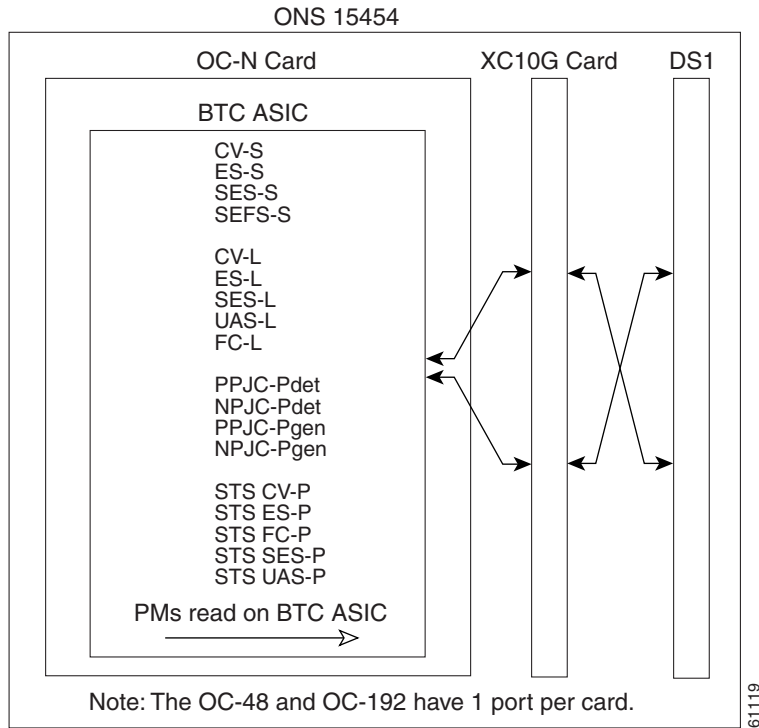 ONS 15454
OC-N Card
XC10G Card
DS1
BTC ASIC
CV-S
ES-S
SES-S
SEFS-S
CV-L
ES-L
SES-L
UAS-L
FC-L
PPJC-Pdet
NPJC-Pdet
PPJC-Pgen
NPJC-Pgen
STS CV-P
STS ES-P
STS FC-P
STS SES-P
STS UAS-P
PMs read on BTC ASIC
Note: The OC-48 and OC-192 have 1 port per card.
61119